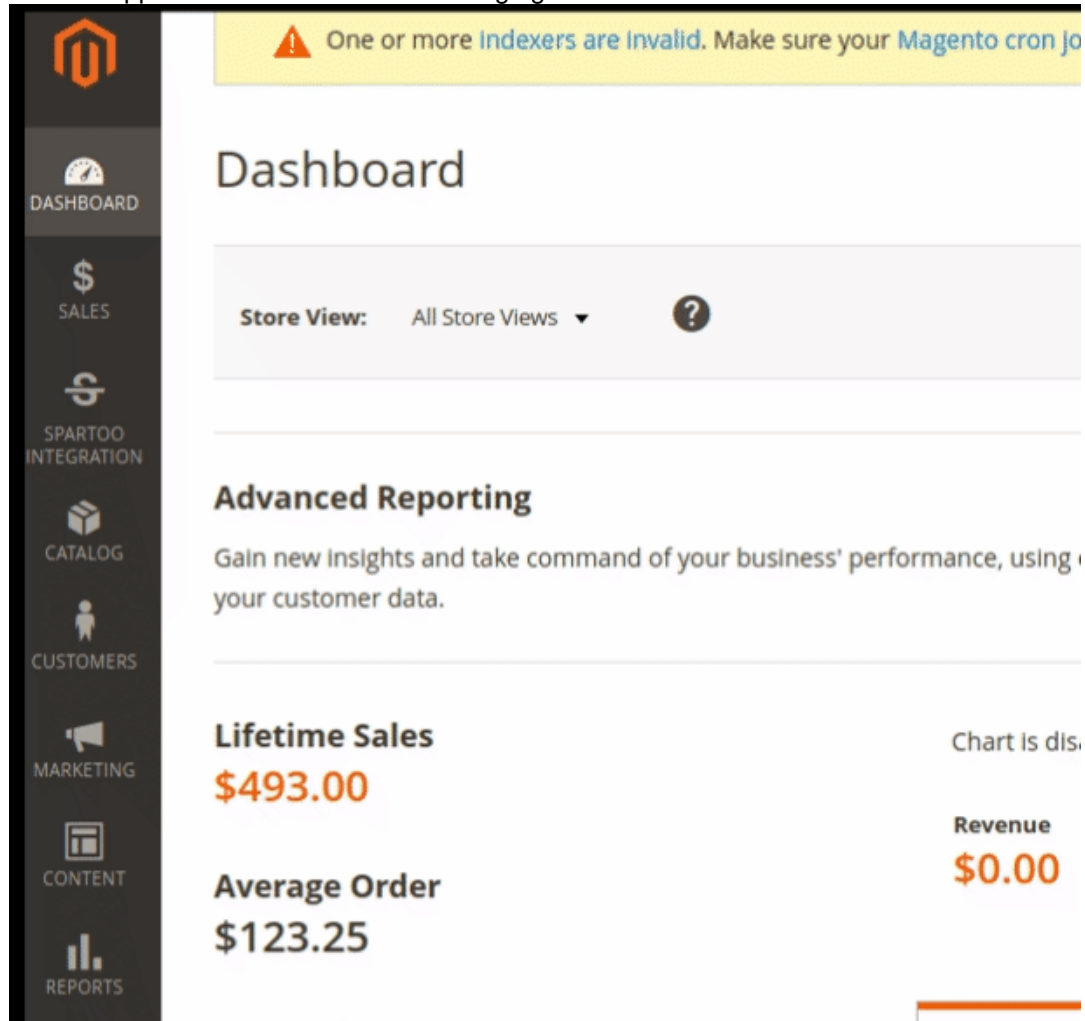 One or more indexers are invalid. Make sure your Magento cron
Dashboard
DASHBOARD
SALES
SPARTOO
INTEGRATION
CATALOG
CUSTOMERS
MARKETING
CONTENT
REPORTS
Store View: All Store Views
Advanced Reporting
Gain new insights and take command of your business' performance, using
your customer data.
Lifetime Sales
$493.00
Average Order
$123.25
Chart is
Revenue
$0.00